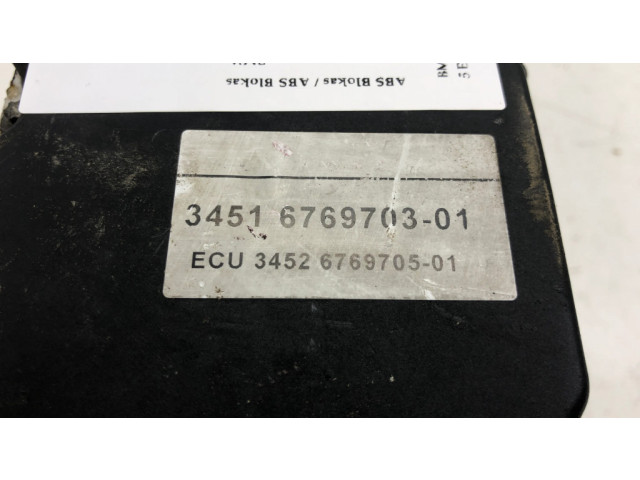 ABS Blokas / ABS Blokas
3451 6769703-01
ECU 3452 6769705-01